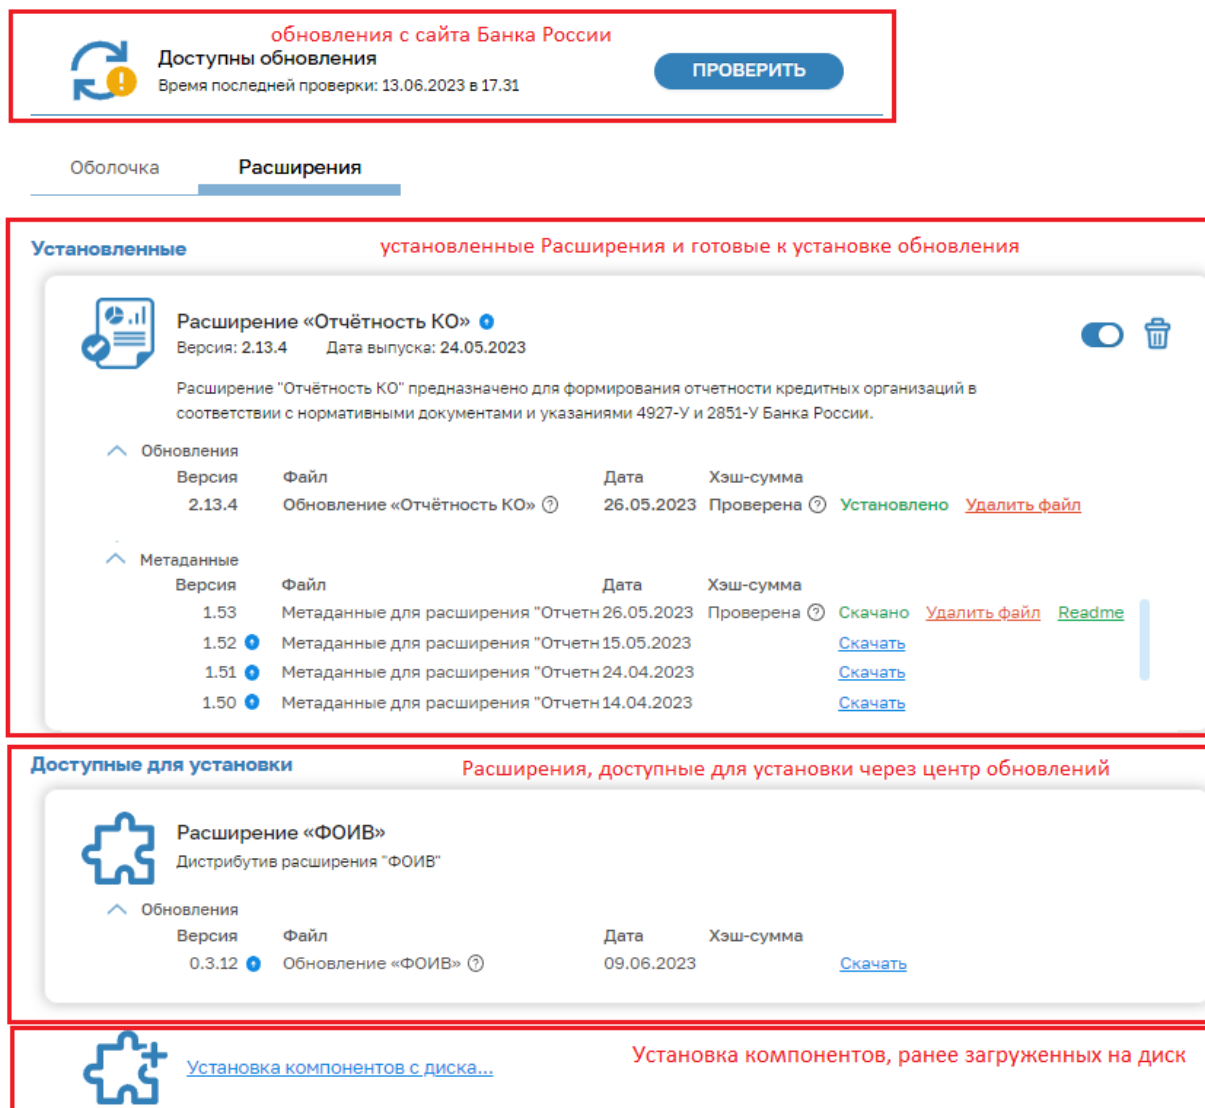 обновления с сайта Банка России
Доступны обновления
Время последней проверки: 13.06.2023 в 17.31
ПРОВЕРИТЬ
Оболочка Расширения
Установленные установленные Расширения и готовые к установке обновления
Расширение «Отчётность КО»
Версия: 2.13.4 Дата выпуска: 24.05.2023
Расширение "Отчётность КО" предназначено для формирования отчетности кредитных организаций в
соответствии с нормативными документами и указаниями 4927-У и 2851-У Банка России.
Обновления
Версия Файл Дата Хэш-сумма
2.13.4 Обновление «Отчётность КО» ? 26.05.2023 Проверена ? Установлено Удалить файл
Метаданные
Версия Файл Дата Хэш-сумма
1.53 Метаданные для расширения "Отчетн 26.05.2023 Проверена ? Скачано Удалить файл Readme
1.52 Метаданные для расширения "Отчетн 15.05.2023 Скачать
1.51 Метаданные для расширения "Отчетн 24.04.2023 Скачать
1.50 Метаданные для расширения "Отчетн 14.04.2023 Скачать
Доступные для установки Расширения, доступные для установки через центр обновлений
Расширение «ФОИВ»
Дистрибутив расширения "ФОИВ"
Обновления
Версия Файл Дата Хэш-сумма
0.3.12 Обновление «ФОИВ» ? 09.06.2023 Скачать
Установка компонентов с диска... Установка компонентов, ранее загруженных на диск